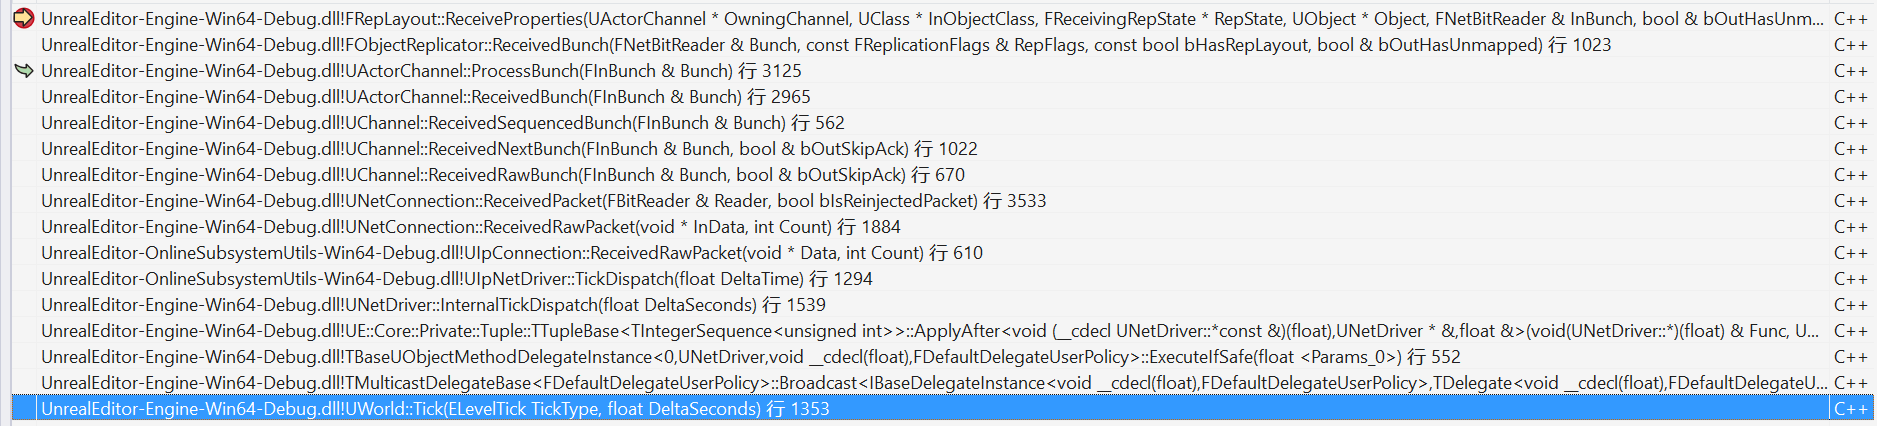 UnrealEditor-Engine-Win64-Debug.dll!FRepLayout::ReceiveProperties(UActorChannel * OwningChannel, UClass * InObjectClass, FReceivingRepState * RepState, UObject * Object, FNetBitReader & InBunch, bool & bOutHasUnm... C++
UnrealEditor-Engine-Win64-Debug.dll!FObjectReplicator::ReceivedBunch(FNetBitReader & Bunch, const FReplicationFlags & RepFlags, const bool bHasRepLayout, bool & bOutHasUnmapped) 行 1023 C++
UnrealEditor-Engine-Win64-Debug.dll!UActorChannel::ProcessBunch(FInBunch & Bunch) 行 3125 C++
UnrealEditor-Engine-Win64-Debug.dll!UActorChannel::ReceivedBunch(FInBunch & Bunch) 行 2965 C++
UnrealEditor-Engine-Win64-Debug.dll!UChannel::ReceivedSequencedBunch(FInBunch & Bunch) 行 562 C++
UnrealEditor-Engine-Win64-Debug.dll!UChannel::ReceivedNextBunch(FInBunch & Bunch, bool & bOutSkipAck) 行 1022 C++
UnrealEditor-Engine-Win64-Debug.dll!UChannel::ReceivedRawBunch(FInBunch & Bunch, bool & bOutSkipAck) 行 670 C++
UnrealEditor-Engine-Win64-Debug.dll!UNetConnection::ReceivedPacket(FBitReader & Reader, bool bIsReinjectedPacket) 行 3533 C++
UnrealEditor-Engine-Win64-Debug.dll!UNetConnection::ReceivedRawPacket(void * InData, int Count) 行 1884 C++
UnrealEditor-OnlineSubsystemUtils-Win64-Debug.dll!UIpConnection::ReceivedRawPacket(void * Data, int Count) 行 610 C++
UnrealEditor-OnlineSubsystemUtils-Win64-Debug.dll!UIpNetDriver::TickDispatch(float DeltaTime) 行 1294 C++
UnrealEditor-Engine-Win64-Debug.dll!UNetDriver::InternalTickDispatch(float DeltaSeconds) 行 1539 C++
UnrealEditor-Engine-Win64-Debug.dll!UE::Core::Private::Tuple::TTupleBase<TIntegerSequence<unsigned int>>::ApplyAfter<void (__cdecl UNetDriver::*const &)(float),UNetDriver * &,float &>(void(UNetDriver::*)(float) & Func, U... C++
UnrealEditor-Engine-Win64-Debug.dll!TBaseUObjectMethodDelegateInstance<0,UNetDriver,void __cdecl(float),FDefaultDelegateUserPolicy>::ExecuteIfSafe(float <Params_0>) 行 552 C++
UnrealEditor-Engine-Win64-Debug.dll!TMulticastDelegateBase<FDefaultDelegateUserPolicy>::Broadcast<IBaseDelegateInstance<void __cdecl(float),FDefaultDelegateUserPolicy>,TDelegate<void __cdecl(float),FDefaultDelegateU... C++
UnrealEditor-Engine-Win64-Debug.dll!UWorld::Tick(ELevelTick TickType, float DeltaSeconds) 行 1353 C++